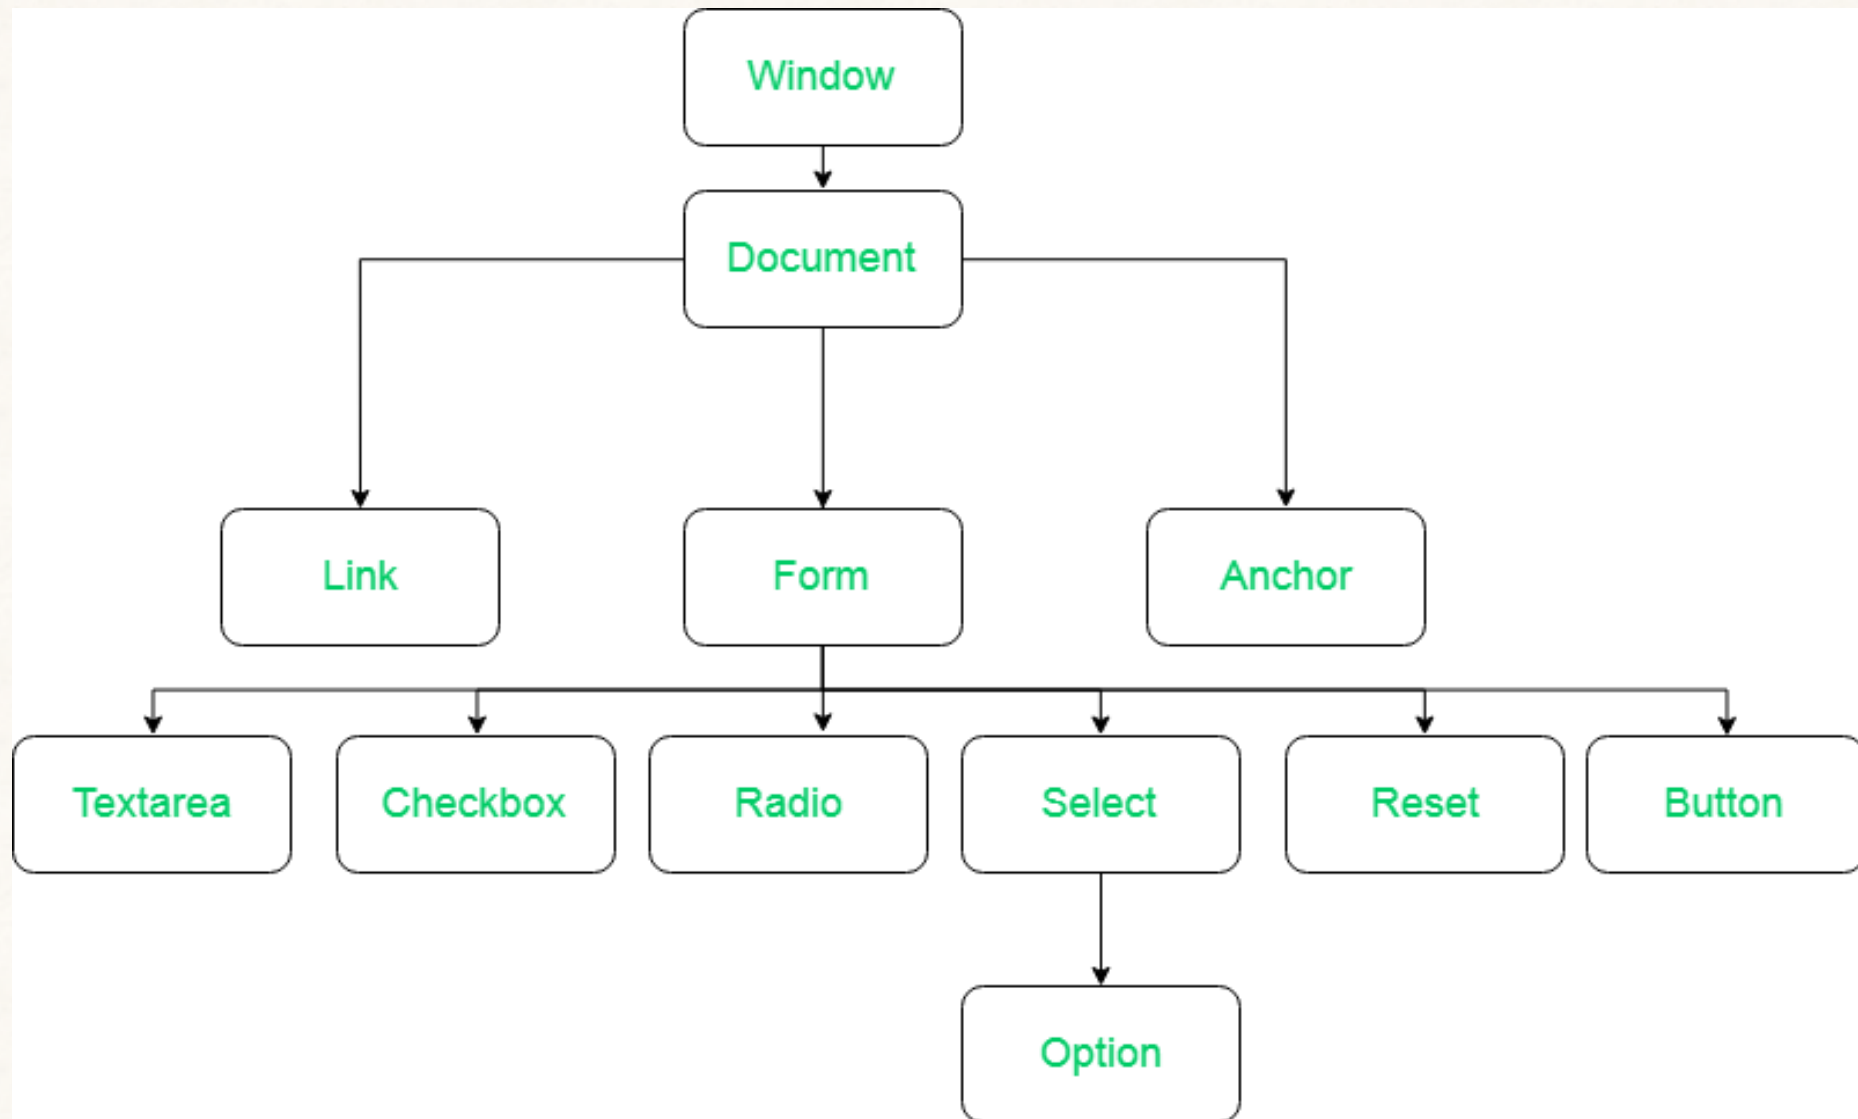 Window
Document
Link
Form
Anchor
Textarea
Checkbox
Radio
Select
Reset
Button
Option